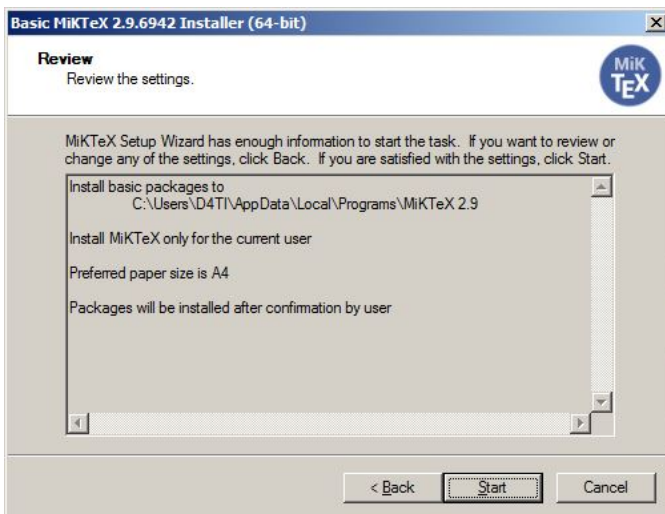 Basic MiKTeX 2.9.6942 Installer (64-bit)
Review
Review the settings.
MiK
TEX
MiKTeX Setup Wizard has enough information to start the task. If you want to review or
change any of the settings, click Back. If you are satisfied with the settings, click Start.
Install basic packages to
C:\Users\D4TI\AppData\Local\Programs\MiKTeX 2.9
Install MiKTeX only for the current user
Preferred paper size is A4
Packages will be installed after confirmation by user
< Back
Start
Cancel